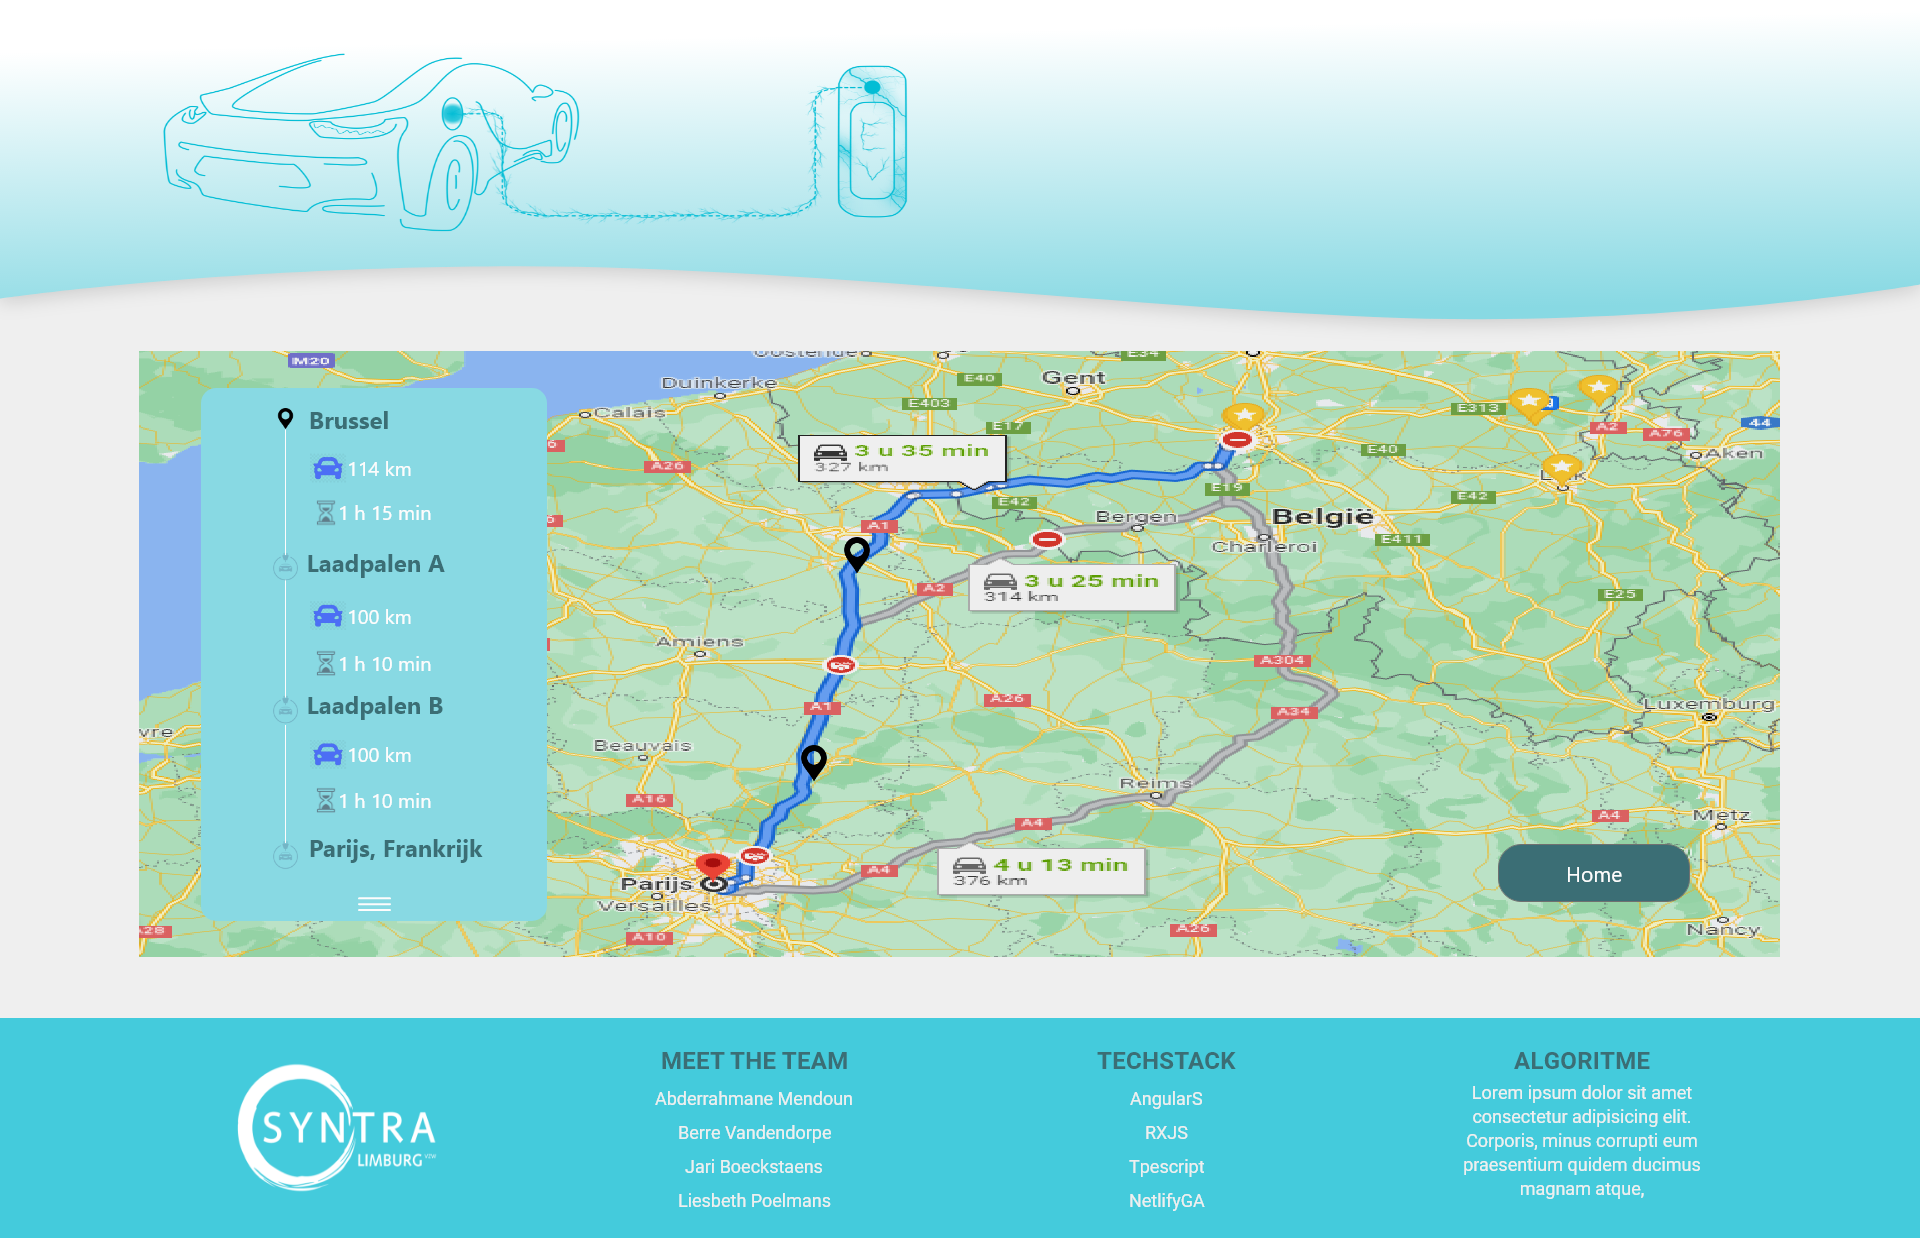 Brussel
114 km
1 h 15 min
Laadpalen A
100 km
1 h 10 min
Laadpalen B
100 km
1 h 10 min
Parijs, Frankrijk
M20
Duinkerke
Calais
E40
Gent
E34
E403
E17
E313
A2
A76
44
Aken
E40
3 u 35 min
327 km
A26
E42
E19
E42
België
Bergen
Charleroi
E411
A1
3 u 25 min
314 km
A2
E25
Amiens
A304
A26
A1
A34
Luxemburg
Beauvais
Reims
A16
A4
A4
Metz
4 u 13 min
376 km
A4
Parijs
Versailles
A10
A26
Nancy
Home
SYNTRA
LIMBURG
MEET THE TEAM
Abderrahmane Mendoun
Berre Vandendorpe
Jari Boeckstaens
Liesbeth Poelmans
TECHSTACK
AngularS
RXJS
Tpescript
NetlifyGA
ALGORITME
Lorem ipsum dolor sit amet
consectetur adipisicing elit.
Corporis, minus corrupti eum
praesentium quidem ducimus
magnam atque,